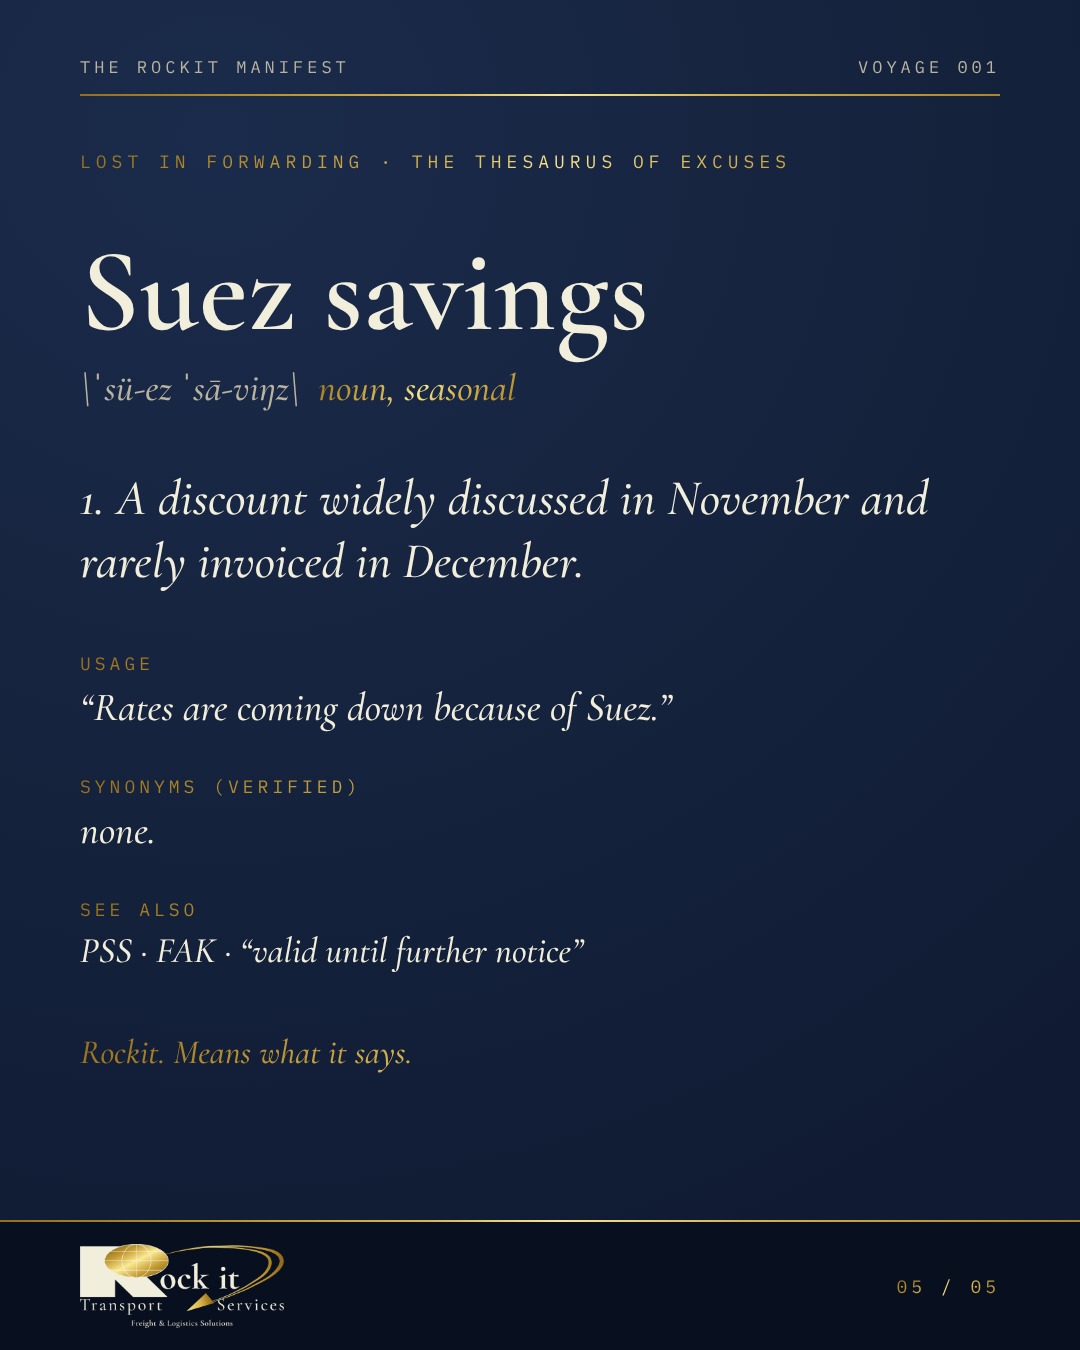 THE ROCKIT MANIFEST
VOYAGE 001
LOST IN FORWARDING · THE THESAURUS OF EXCUSES
Suez savings
\ˈsü-ez ˈsā-viŋz\ noun, seasonal
1. A discount widely discussed in November and
rarely invoiced in December.
USAGE
“Rates are coming down because of Suez.”
SYNONYMS (VERIFIED)
none.
SEE ALSO
PSS · FAK · “valid until further notice”
Rockit. Means what it says.
Rock it
Transport Services
Freight & Logistics Solutions
05 / 05